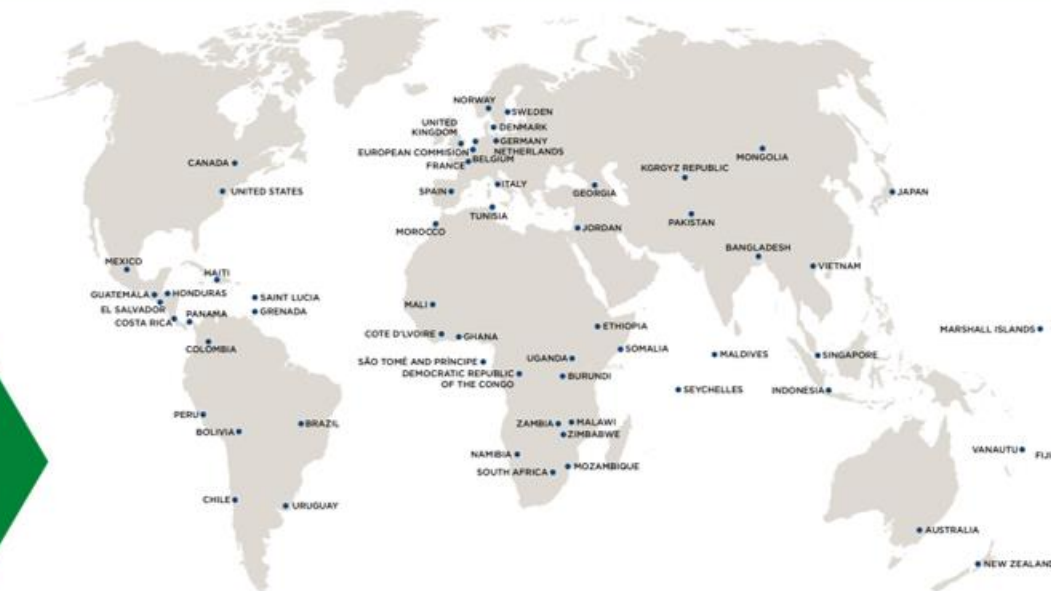 NORWAY
SWEDEN
UNITED
KINGDOM
DENMARK
GERMANY
EUROPEAN COMMISION
NETHERLANDS
BELGIUM
FRANCE
CANADA
UNITED STATES
SPAIN
ITALY
GEORGIA
KGRGYZ REPUBLIC
MONGOLIA
JAPAN
TUNISIA
MOROCCO
JORDAN
PAKISTAN
BANGLADESH
VIETNAM
MEXICO
HAITI
GUATEMALA
HONDURAS
SAINT LUCIA
EL SALVADOR
GRENADA
COSTA RICA
PANAMA
COLOMBIA
MALI
COTE D'LVOIRE
GHANA
ETHIOPIA
SOMALIA
MARSHALL ISLANDS
SÃO TOMÉ AND PRÍNCIPE
UGANDA
MALDIVES
SINGAPORE
DEMOCRATIC REPUBLIC
OF THE CONGO
BURUNDI
SEYCHELLES
INDONESIA
PERU
BOLIVIA
BRAZIL
ZAMBIA
MALAWI
ZIMBABWE
NAMIBIA
SOUTH AFRICA
MOZAMBIQUE
VANAUTU
FIJI
CHILE
URUGUAY
AUSTRALIA
NEW ZEALAND